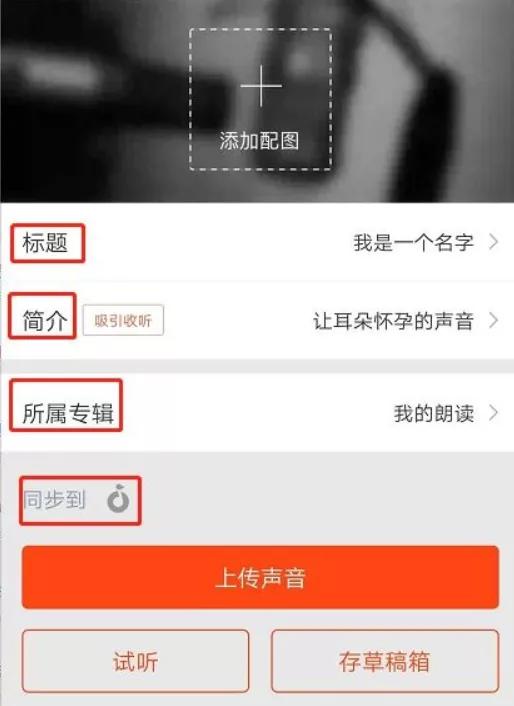 添加配图
标题 我是一个名字
简介 吸引收听 让耳朵怀孕的声音
所属专辑 我的朗读
同步到
上传声音
试听 存草稿箱